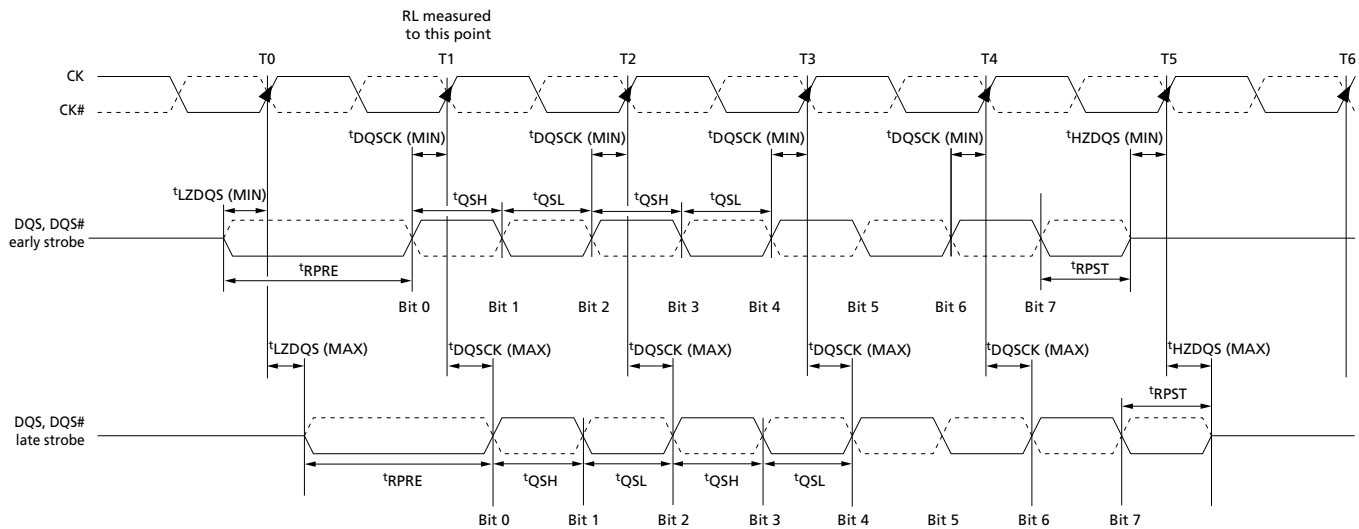 RL measured
to this point
T0 T1 T2 T3 T4 T5 T6
CK
CK#
tDQSCK (MIN) tDQSCK (MIN) tDQSCK (MIN) tDQSCK (MIN) tHZDQS (MIN)
tLZDQS (MIN)
tQSH tQSL tQSH tQSL
DQS, DQS#
early strobe
tRPRE tRPST
Bit 0 Bit 1 Bit 2 Bit 3 Bit 4 Bit 5 Bit 6 Bit 7
tLZDQS (MAX) tDQSCK (MAX) tDQSCK (MAX) tDQSCK (MAX) tDQSCK (MAX) tHZDQS (MAX)
tRPST
DQS, DQS#
late strobe
tRPRE tQSH tQSL tQSH tQSL
Bit 0 Bit 1 Bit 2 Bit 3 Bit 4 Bit 5 Bit 6 Bit 7